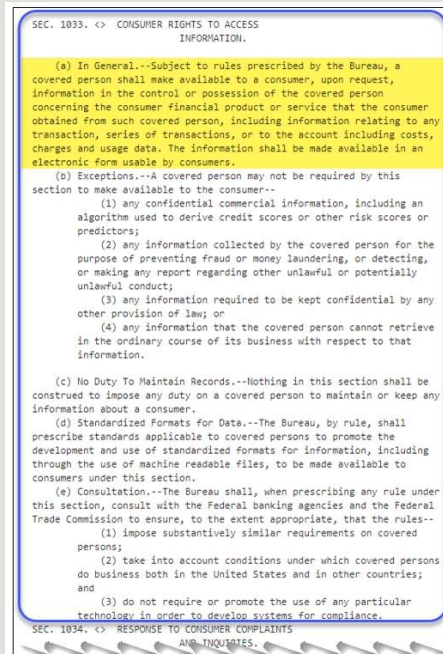 SEC. 1033. <> CONSUMER RIGHTS TO ACCESS
INFORMATION.
(a) In General.--Subject to rules prescribed by the Bureau, a
covered person shall make available to a consumer, upon request,
information in the control or possession of the covered person
concerning the consumer financial product or service that the consumer
obtained from such covered person, including information relating to any
transaction, series of transactions, or to the account including costs,
charges and usage data. The information shall be made available in an
electronic form usable by consumers.
(b) Exceptions.--A covered person may not be required by this
section to make available to the consumer--
(1) any confidential commercial information, including an
algorithm used to derive credit scores or other risk scores or
predictors;
(2) any information collected by the covered person for the
purpose of preventing fraud or money laundering, or detecting,
or making any report regarding other unlawful or potentially
unlawful conduct;
(3) any information required to be kept confidential by any
other provision of law; or
(4) any information that the covered person cannot retrieve
in the ordinary course of its business with respect to that
information.
(c) No Duty To Maintain Records.--Nothing in this section shall be
construed to impose any duty on a covered person to maintain or keep any
information about a consumer.
(d) Standardized Formats for Data.--The Bureau, by rule, shall
prescribe standards applicable to covered persons to promote the
development and use of standardized formats for information, including
through the use of machine readable files, to be made available to
consumers under this section.
(e) Consultation.--The Bureau shall, when prescribing any rule under
this section, consult with the Federal banking agencies and the Federal
Trade Commission to ensure, to the extent appropriate, that the rules--
(1) impose substantively similar requirements on covered
persons;
(2) take into account conditions under which covered persons
do business both in the United States and in other countries;
and
(3) do not require or promote the use of any particular
technology in order to develop systems for compliance.
SEC. 1034. <> RESPONSE TO CONSUMER COMPLAINTS
AND INQUIRIES.